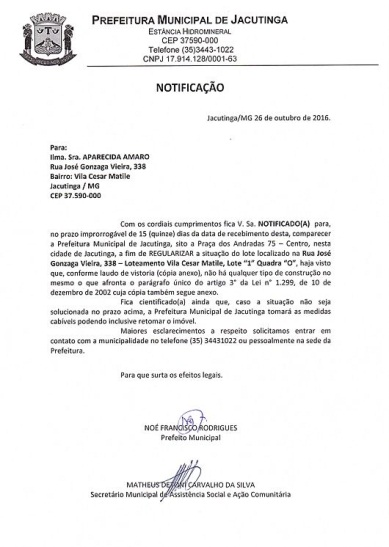 PREFEITURA MUNICIPAL DE JACUTINGA
ESTÂNCIA HIDROMINERAL
CEP 37590-000
Telefone (35)3443-1022
CNPJ 17.914.128/0001-63
NOTIFICAÇÃO
Jacutinga/MG 26 de outubro de 2016.
Para:
Ilma. Sra. APARECIDA AMARO
Rua José Gonzaga Vieira, 338
Bairro: Vila Cesar Matile
Jacutinga / MG
CEP 37.590-000
Com os cordiais cumprimentos fica V. Sa. NOTIFICADO(A) para,
no prazo improrrogável de 15 (quinze) dias da data de recebimento desta, comparecer
a Prefeitura Municipal de Jacutinga, sito a Praça dos Andradas 75 – Centro, nesta
cidade de Jacutinga, a fim de REGULARIZAR a situação do lote localizado na Rua José
Gonzaga Vieira, 338 – Loteamento Vila Cesar Matile, Lote "1" Quadra "O", haja visto
que, conforme laudo de vistoria (cópia anexo), não há qualquer tipo de construção no
mesmo o que afronta o parágrafo único do artigo 3° da Lei n° 1.299, de 10 de
dezembro de 2002 cuja cópia também segue anexo.
Fica cientificado(a) ainda que, caso a situação não seja
solucionada no prazo acima, a Prefeitura Municipal de Jacutinga tomará as medidas
cabíveis podendo inclusive retomar o imóvel.
Maiores esclarecimentos a respeito solicitamos entrar em
contato com a municipalidade no telefone (35) 34431022 ou pessoalmente na sede da
Prefeitura.
Para que surta os efeitos legais.
NOÉ FRANCISCO RODRIGUES
Prefeito Municipal
MATHEUS CARVALHO DA SILVA
Secretário Municipal de Assistência Social e Ação Comunitária